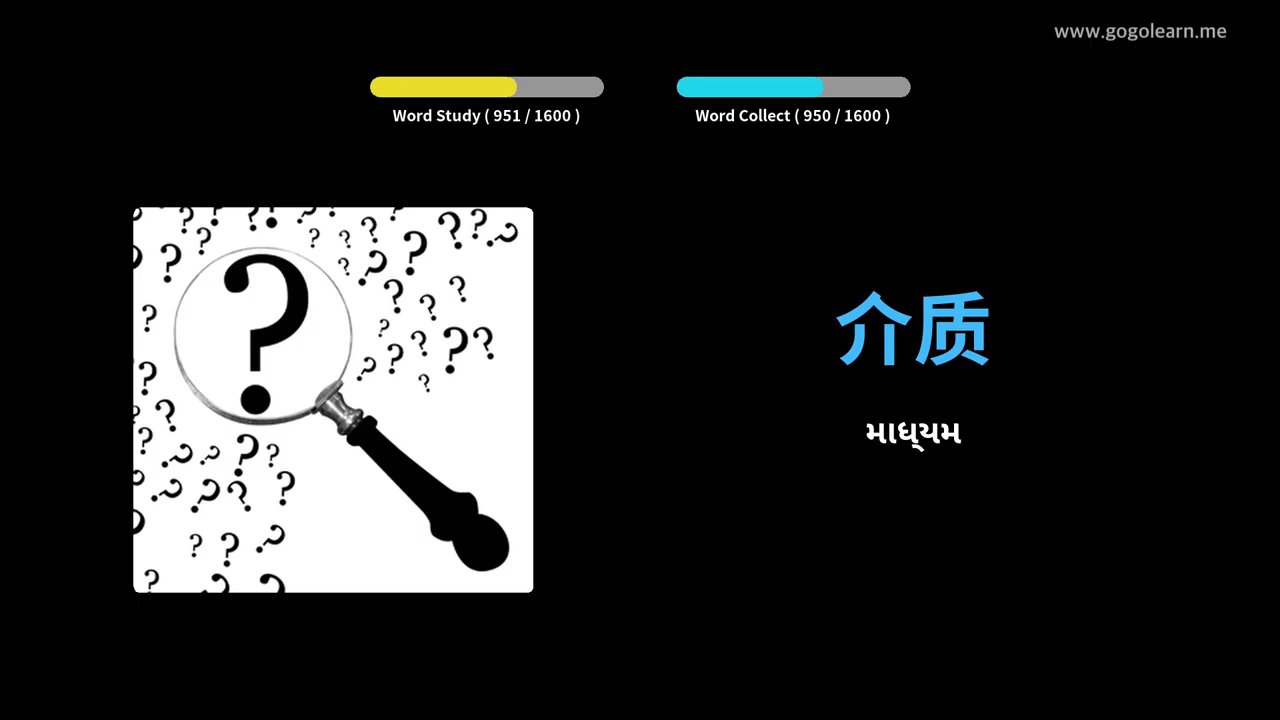 www.gogolearn.me
Word Study ( 951 / 1600 )
Word Collect ( 950 / 1600 )
介质
માધ્યમ